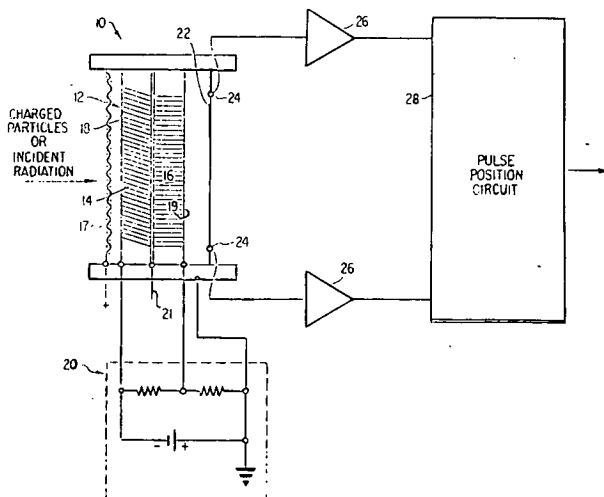 10
26
22
24
12
18
CHARGED
PARTICLES
OR
INCIDENT
RADIATION
16
14
19
17
28
PULSE
POSITION
CIRCUIT
24
26
21
20
- +